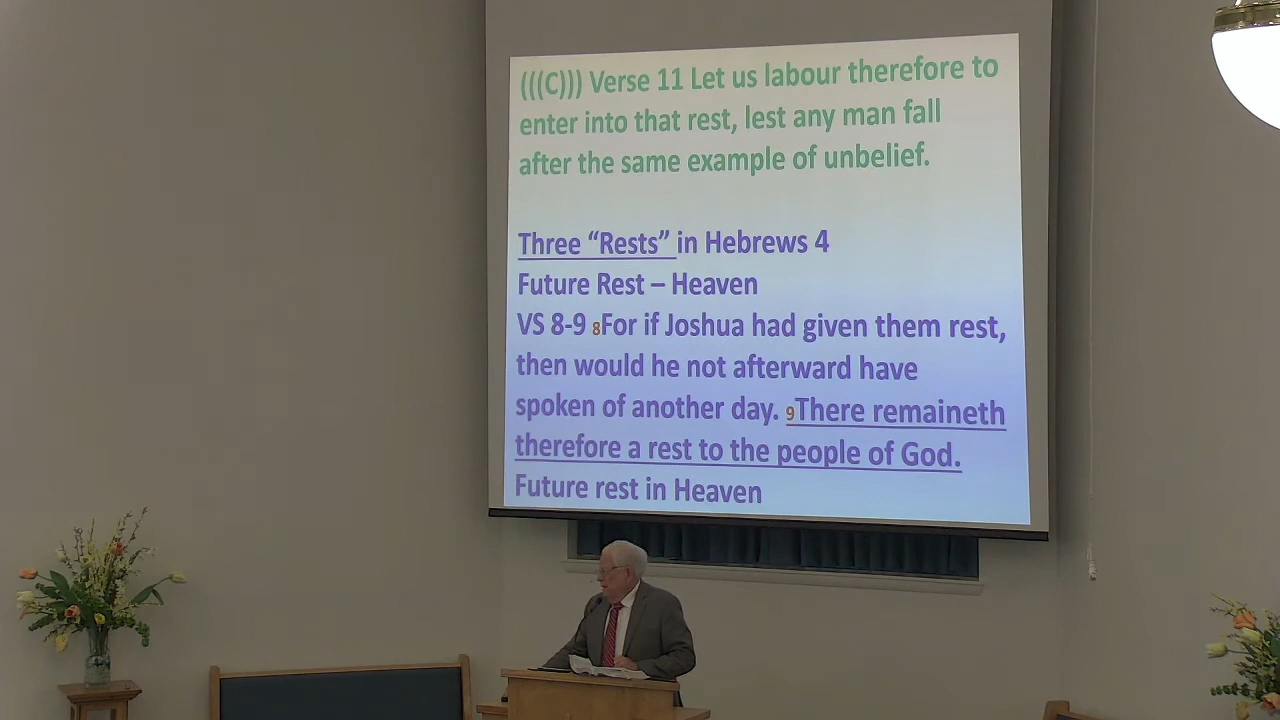 (((C))) Verse 11 Let us labour therefore to
enter into that rest, lest any man fall
after the same example of unbelief.
Three “Rests” in Hebrews 4
Future Rest – Heaven
VS 8-9 8For if Joshua had given them rest,
then would he not afterward have
spoken of another day. 9There remaineth
therefore a rest to the people of God.
Future rest in Heaven